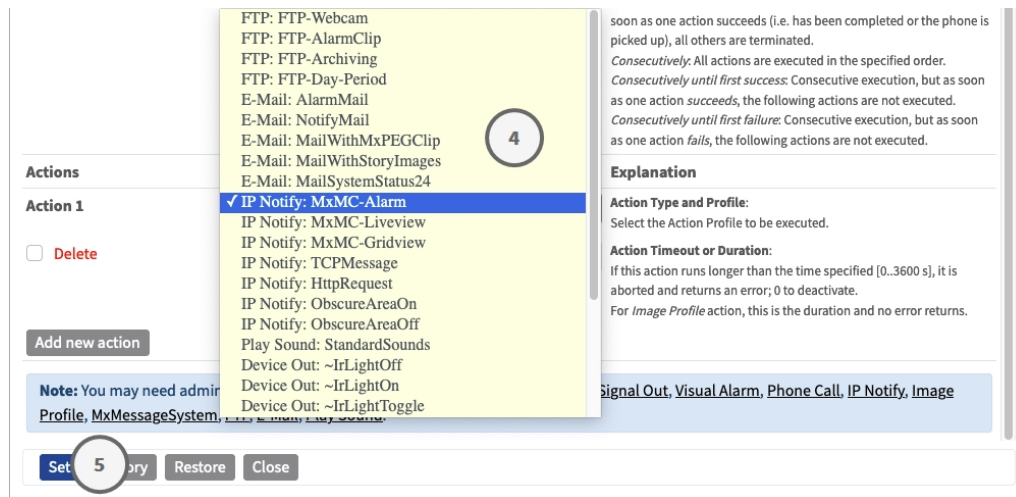 FTP: FTP-Webcam
FTP: FTP-AlarmClip
FTP: FTP-Archiving
FTP: FTP-Day-Period
E-Mail: AlarmMail
E-Mail: NotifyMail
E-Mail: MailWithMxPEGClip
E-Mail: MailWithStoryImages
E-Mail: MailSystemStatus24
✓ IP Notify: MxMC-Alarm
IP Notify: MxMC-Liveview
IP Notify: MxMC-Gridview
IP Notify: TCPMessage
IP Notify: HttpRequest
IP Notify: ObscureAreaOn
IP Notify: ObscureAreaOff
Play Sound: StandardSounds
Device Out: ~IrLightOff
Device Out: ~IrLightOn
Device Out: ~IrLightToggle
4
soon as one action succeeds (i.e. has been completed or the phone is
picked up), all others are terminated.
Consecutively: All actions are executed in the specified order.
Consecutively until first success: Consecutive execution, but as soon
as one action succeeds, the following actions are not executed.
Consecutively until first failure: Consecutive execution, but as soon
as one action fails, the following actions are not executed.
Actions
Explanation
Action 1
Action Type and Profile:
Select the Action Profile to be executed.
Delete
Action Timeout or Duration:
If this action runs longer than the time specified [0..3600 s], it is
aborted and returns an error; 0 to deactivate.
For Image Profile action, this is the duration and no error returns.
Add new action
Note: You may need admin Signal Out, Visual Alarm, Phone Call, IP Notify, Image
Profile, MxMessageSystem, FTP, E-Mail, Play Sound.
Set 5 ory Restore Close